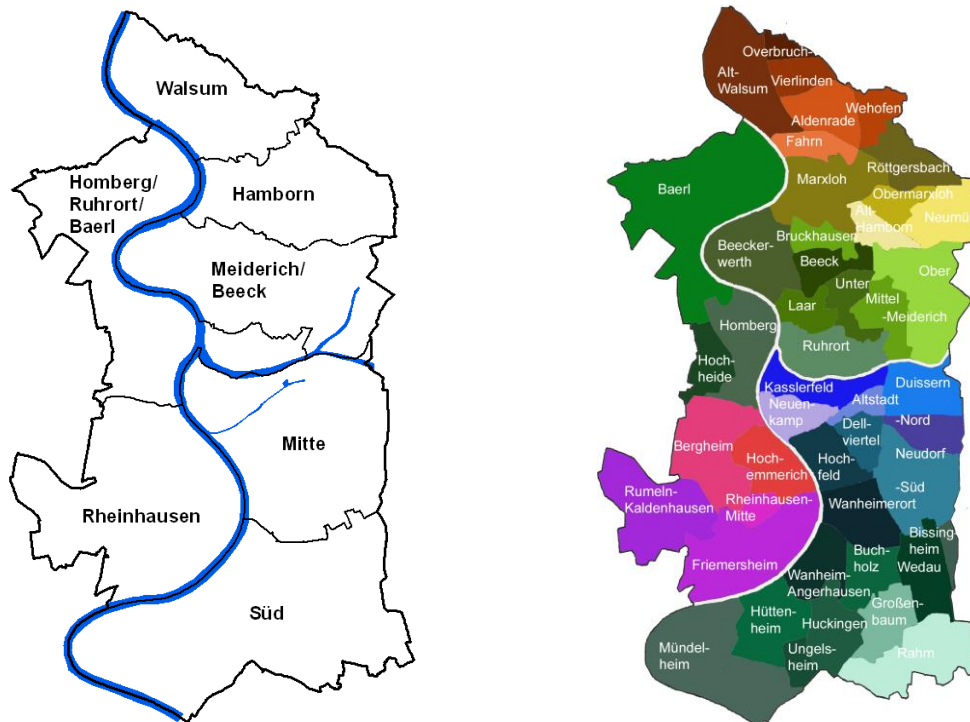 Walsum
Homberg/
Ruhrort/
Baerl
Hamborn
Meiderich/
Beeck
Mitte
Rheinhausen
Süd
Overbruch-
Alt-
Walsum
Vierlinden
Wehofen
Aldenrade
Fahrn
Röttgersbach
Marxloh
Baerl
Obermarxloh
Alt-
Hamborn
Neumü
Bruckhausen
Beecker-
werth
Beeck
Ober
Unter
Mittel
-Meiderich
Laar
Homberg
Ruhrort
Hoch-
heide
Kasslerfeld
Duissern
Neuen-
kamp
Altstadt
-Nord
Dell-
viertel
Bergheim
Neudorf
Hoch-
emmerich
Hoch-
feld
-Süd
Rumeln-
Kaldenhausen
Rheinhausen-
Mitte
Wanheimerort
Bissing-
heim
Buch-
holz
Wedau
Friemersheim
Wanheim-
Angerhausen
Großen-
baum
Hütten-
heim
Huckingen
Mündel-
heim
Ungels-
heim
Rahm